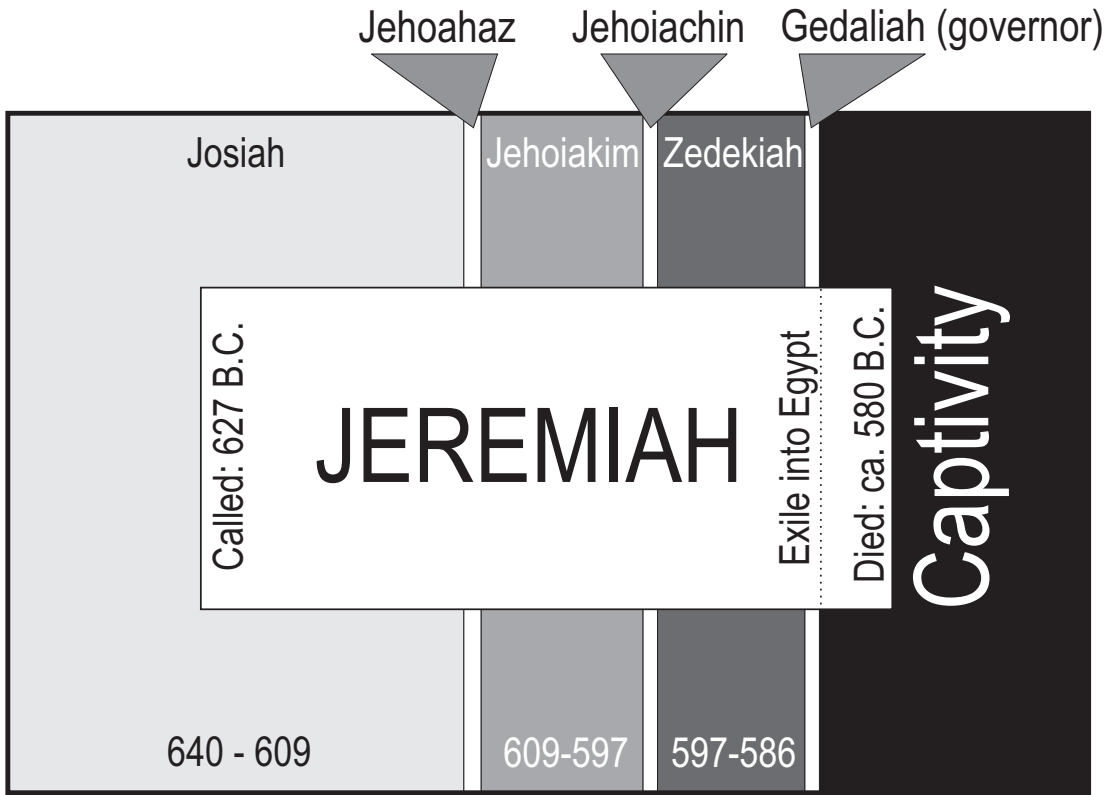 Jehoahaz
Jehoiachin
Gedaliah (governor)
Josiah
Jehoiakim
Zedekiah
Called: 627 B.C.
JEREMIAH
Exile into Egypt
Died: ca. 580 B.C.
Captivity
640 - 609
609-597
597-586